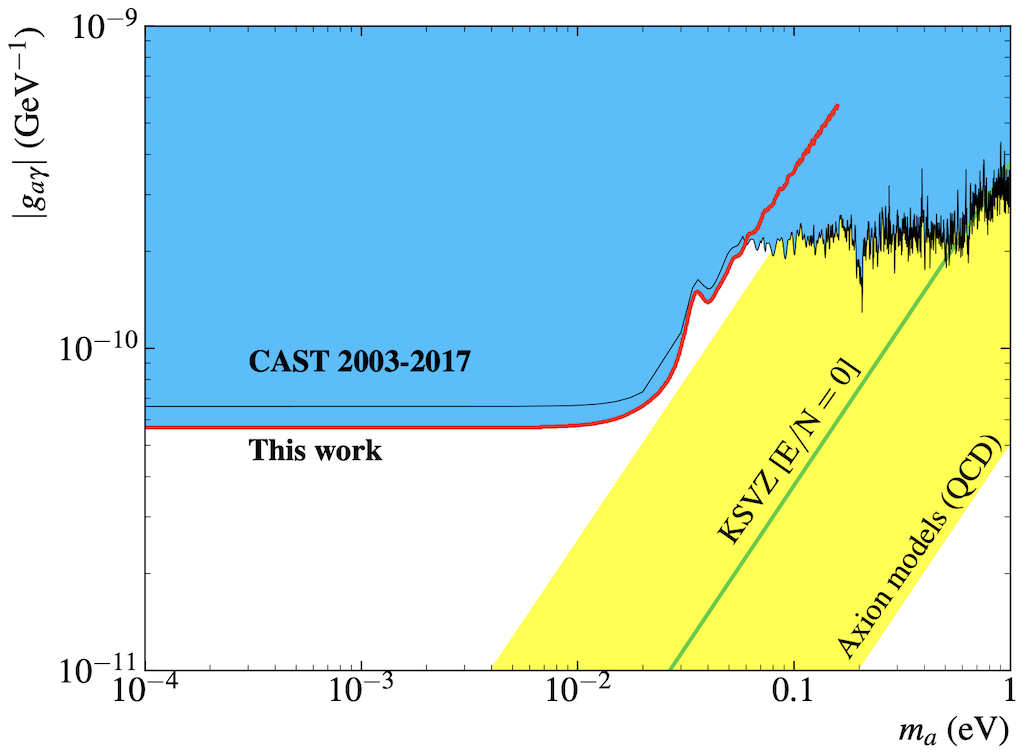 10⁻⁹
|g_{aγ}| (GeV⁻¹)
10⁻¹⁰
CAST 2003-2017
This work
KSVZ [E/N = 0]
Axion models (QCD)
10⁻¹¹
10⁻⁴
10⁻³
10⁻²
0.1
1
m_a (eV)